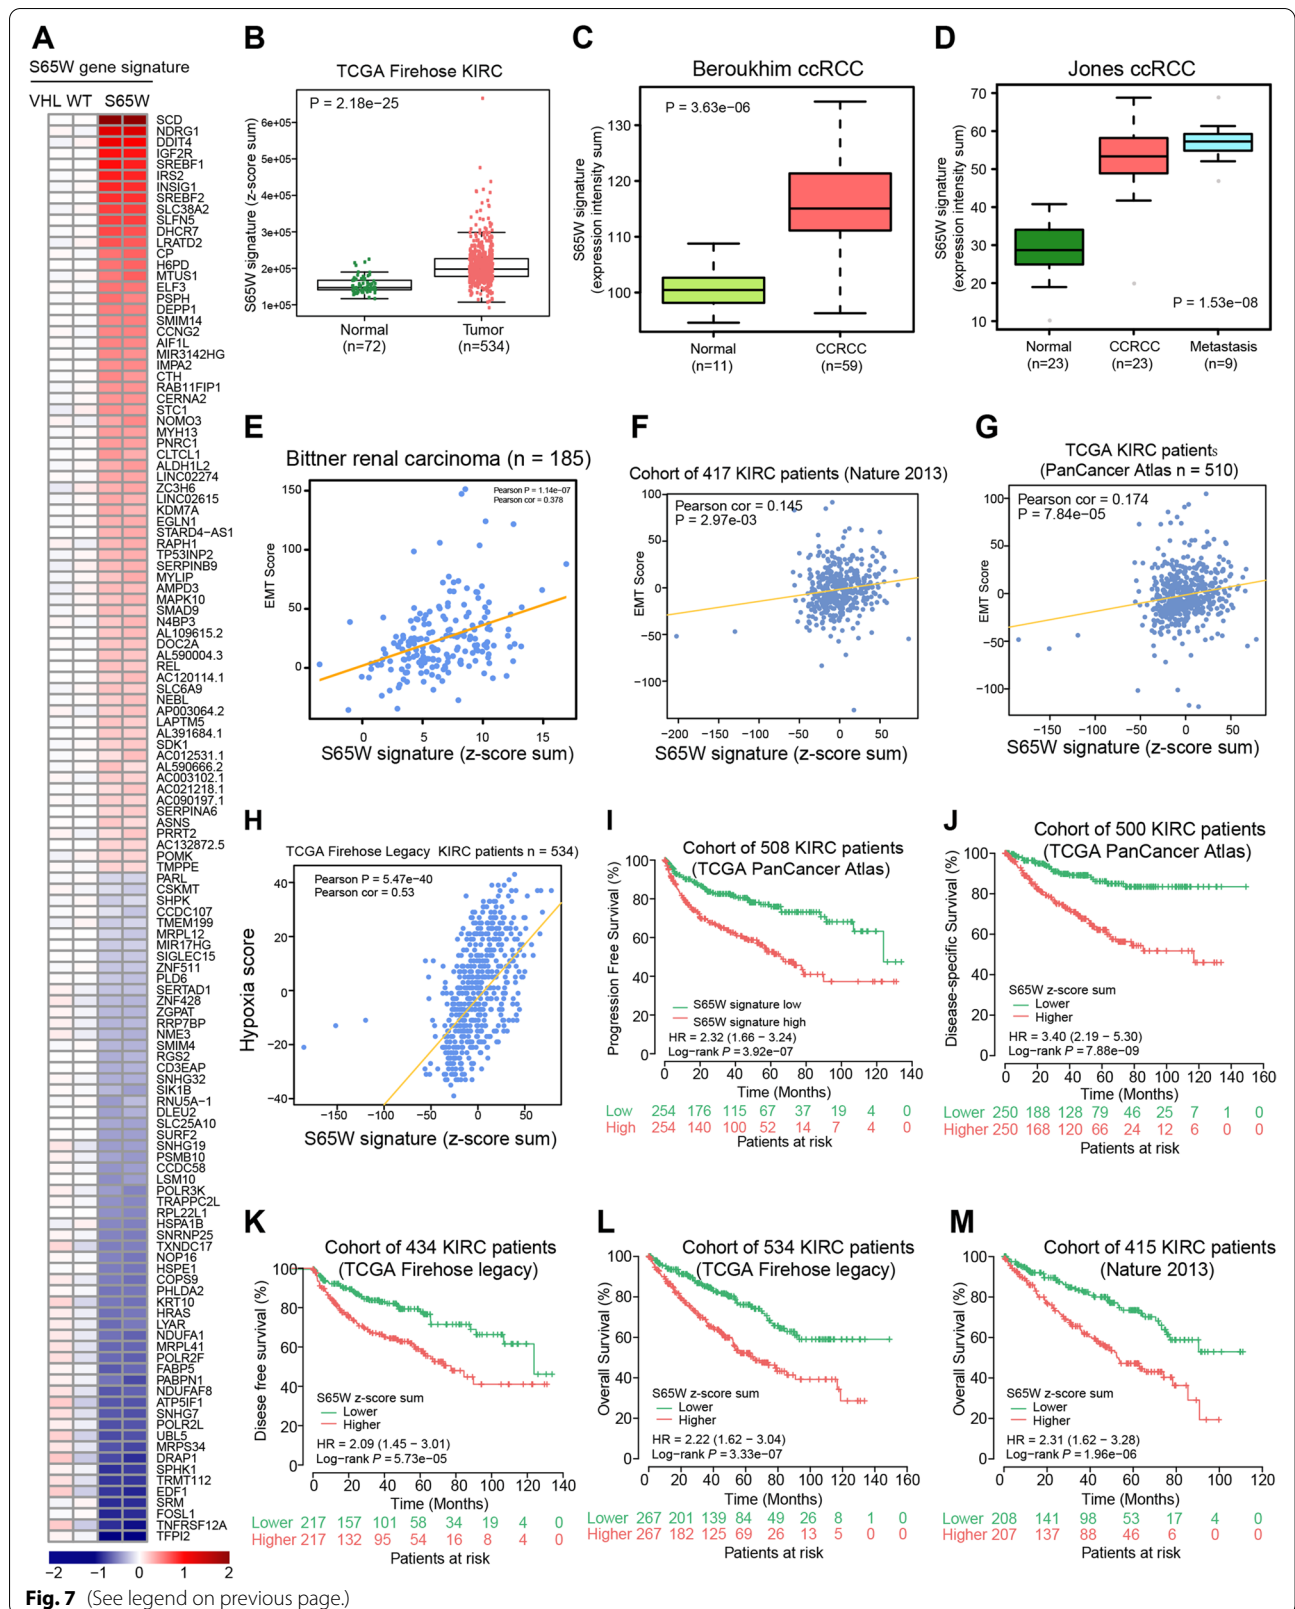 A
S65W gene signature
VHL WT S65W
SCD
NDRG1
DDIT4
IGF2R
SREBF1
IRS2
INSIG1
SREBF2
SLC38A2
SLFN5
DHCR7
LRATD2
CP
H6PD
MTUS1
ELF3
PSPH
DEPP1
SMIM14
CCNG2
AIF1L
MIR3142HG
IMPA2
CTH
RAB11FIP1
CERNA2
STC1
NOMO3
MYH13
PNRC1
CLTCL1
ALDH1L2
LINC02274
ZC3H6
LINC02615
KDM7A
EGLN1
STARD4−AS1
RAPH1
TP53INP2
SERPINB9
MYLIP
AMPD3
MAPK10
SMAD9
N4BP3
AL109615.2
DOC2A
AL590004.3
REL
AC120114.1
SLC6A9
NEBL
AP003064.2
LAPTM5
AL391684.1
SDK1
AC012531.1
AL590666.2
AC003102.1
AC021218.1
AC090197.1
SERPINA6
ASNS
PRRT2
AC132872.5
POMK
TMPPE
PARL
CSKMT
SHPK
CCDC107
TMEM199
MRPL12
MIR17HG
SIGLEC15
ZNF511
PLD6
SERTAD1
ZNF428
ZGPAT
RRP7BP
NME3
SMIM4
RGS2
CD3EAP
SNHG32
SIK1B
RNU5A−1
DLEU2
SLC25A10
SURF2
SNHG19
PSMB10
CCDC58
LSM10
POLR3K
TRAPPC2L
RPL22L1
HSPA1B
SNRNP25
TXNDC17
NOP16
HSPE1
COPS9
PHLDA2
KRT10
HRAS
LYAR
NDUFA1
MRPL41
POLR2F
FABP5
PABPN1
NDUFAF8
ATP5IF1
SNHG7
POLR2L
UBL5
MRPS34
DRAP1
SPHK1
TRMT112
EDF1
SRM
FOSL1
TNFRSF12A
TFPI2
−2 −1 0 1 2
B
TCGA Firehose KIRC
P = 2.18e−25
S65W signature (z-score sum)
6e+05
5e+05
4e+05
3e+05
2e+05
1e+05
Normal Tumor
(n=72) (n=534)
C
Beroukhim ccRCC
P = 3.63e−06
S65W signature
(expression intensity sum)
130
120
110
100
Normal CCRCC
(n=11) (n=59)
D
Jones ccRCC
S65W signature
(expression intensity sum)
70
60
50
40
30
20
10
P = 1.53e−08
Normal CCRCC Metastasis
(n=23) (n=23) (n=9)
E
Bittner renal carcinoma (n = 185)
Pearson P = 1.14e−07
Pearson cor = 0.378
EMT Score
150
100
50
0
0 5 10 15
S65W signature (z-score sum)
F
Cohort of 417 KIRC patients (Nature 2013)
Pearson cor = 0.145
P = 2.97e-03
EMT Score
100
50
0
−50
−100
−200 −150 −100 −50 0 50
S65W signature (z-score sum)
G
TCGA KIRC patients
(PanCancer Atlas n = 510)
Pearson cor = 0.174
P = 7.84e−05
EMT Score
100
50
0
−50
−100
−150 −100 −50 0 50
S65W signature (z-score sum)
H
TCGA Firehose Legacy KIRC patients n = 534)
Pearson P = 5.47e−40
Pearson cor = 0.53
Hypoxia score
40
20
0
−20
−40
−150 −100 −50 0 50
S65W signature (z-score sum)
I
Cohort of 508 KIRC patients
(TCGA PanCancer Atlas)
Progression Free Survival (%)
100
80
60
40
20
0
S65W signature low
S65W signature high
HR = 2.32 (1.66 − 3.24)
Log−rank P = 3.92e−07
0 20 40 60 80 100 120 140
Time (Months)
Low 254 176 115 67 37 19 4 0
High 254 140 100 52 14 7 4 0
Patients at risk
J
Cohort of 500 KIRC patients
(TCGA PanCancer Atlas)
Disease-specific Survival (%)
100
80
60
40
20
0
S65W z−score sum
Lower
Higher
HR = 3.40 (2.19 − 5.30)
Log−rank P = 7.88e−09
0 20 40 60 80 100 120 140 160
Time (Months)
Lower 250 188 128 79 46 25 7 1 0
Higher 250 168 120 66 24 12 6 0 0
Patients at risk
K
Cohort of 434 KIRC patients
(TCGA Firehose legacy)
Disese free survival (%)
100
80
60
40
20
0
S65W z−score sum
Lower
Higher
HR = 2.09 (1.45 − 3.01)
Log−rank P = 5.73e−05
0 20 40 60 80 100 120 140
Time (Months)
Lower 217 157 101 58 34 19 4 0
Higher 217 132 95 54 16 8 4 0
Patients at risk
L
Cohort of 534 KIRC patients
(TCGA Firehose legacy)
Overall Survival (%)
100
80
60
40
20
0
S65W z−score sum
Lower
Higher
HR = 2.22 (1.62 − 3.04)
Log−rank P = 3.33e−07
0 20 40 60 80 100 120 140 160
Time (Months)
Lower 267 201 139 84 49 26 8 1 0
Higher 267 182 125 69 26 13 5 0 0
Patients at risk
M
Cohort of 415 KIRC patients
(Nature 2013)
Overall Survival (%)
100
80
60
40
20
0
S65W z−score sum
Lower
Higher
HR = 2.31 (1.62 − 3.28)
Log−rank P = 1.96e−06
0 20 40 60 80 100 120
Time (Months)
Lower 208 141 98 53 17 4 0
Higher 207 137 88 46 6 0 0
Patients at risk
Fig. 7 (See legend on previous page.)